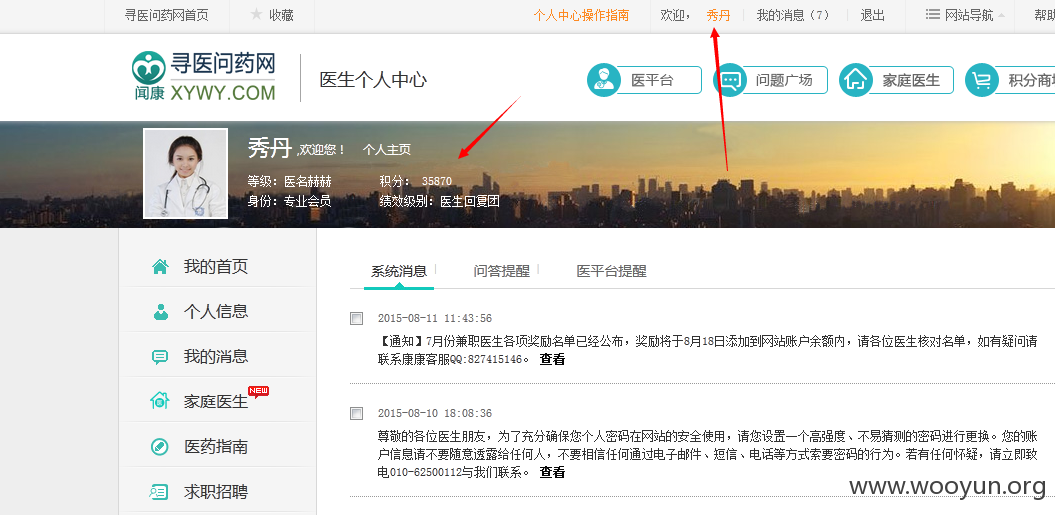 寻医问药网首页 收藏 个人中心操作指南 欢迎， 秀丹 我的消息（7） 退出 网站导航 帮助
寻医问药网
闻康 XYWY.COM
医生个人中心
医平台 问题广场 家庭医生 积分商
秀丹 ,欢迎您！ 个人主页
等级： 医名赫赫 积分： 35870
身份： 专业会员 绩效级别： 医生回复团
我的首页
个人信息
我的消息
家庭医生 NEW
医药指南
求职招聘
系统消息 问答提醒 医平台提醒
2015-08-11 11:43:56
【通知】7月份兼职医生各项奖励名单已经公布，奖励将于8月18日添加到网站账户余额内，请各位医生核对名单，如有疑问请
联系康康客服QQ:827415146。 查看
2015-08-10 18:08:36
尊敬的各位医生朋友，为了充分确保您个人密码在网站的安全使用，请您设置一个高强度、不易猜测的密码进行更换。您的账
户信息请不要随意透露给任何人，不要相信任何通过电子邮件、短信、电话等方式索要密码的行为。若有任何怀疑，请立即致
电010-62500112与我们联系。 查看
www.wooyun.org